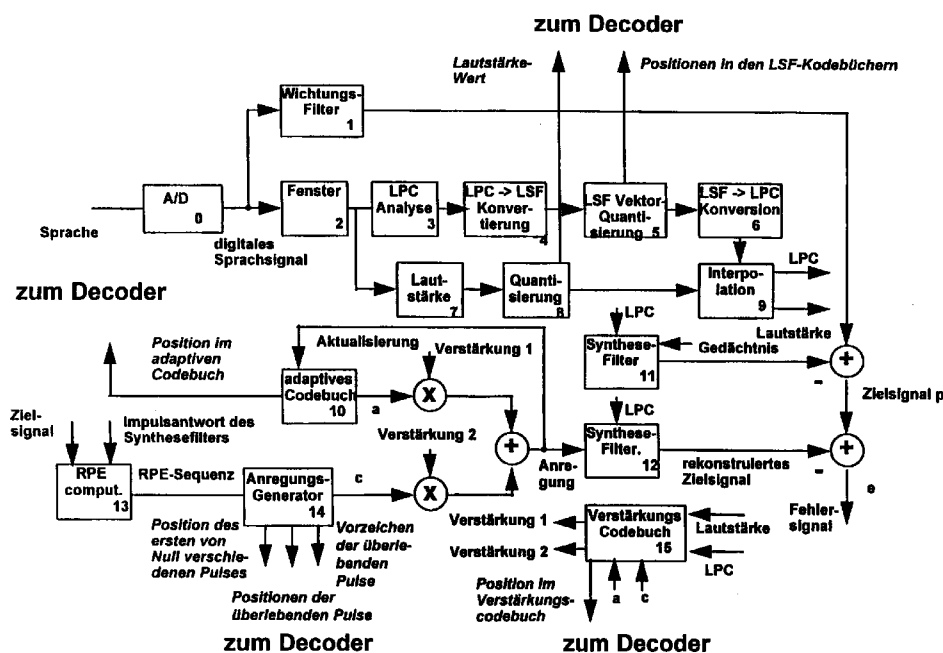 zum Decoder
Lautstärke-
Wert
Positionen in den LSF-Kodebüchern
Wichtungs-
Filter
1
A/D
0
Fenster
2
LPC
Analyse
3
LPC -> LSF
Konver-
tierung
4
LSF Vektor-
Quanti-
sierung
5
LSF -> LPC
Konversion
6
Sprache
digitales
Sprachsignal
Laut-
stärke
7
Quanti-
sierung
8
Interpo-
lation
9
LPC
Lautstärke
zum Decoder
Position im
adaptiven
Codebuch
Aktualisierung
Verstärkung 1
LPC
Synthese-
Filter
11
Gedächtnis
+
-
adaptives
Codebuch
10
a
X
Zielsignal p
Ziel-
signal
Impulsantwort des
Synthesefilters
Verstärkung 2
+
LPC
Anre-
gung
Synthese-
Filter.
12
rekonstruiertes
Zielsignal
+
-
e
Fehler-
signal
RPE
comput.
13
RPE-Sequenz
Anregungs-
Generator
14
c
X
Position des
ersten von
Null verschie-
denen Pulses
Vorzeichen
der überle-
benden
Pulse
Positionen der
überlebenden Pulse
Verstärkung 1
Verstärkung 2
Verstärkungs
Codebuch
15
Lautstärke
LPC
Position im
Verstärkungs-
codebuch
a
c
zum Decoder
zum Decoder